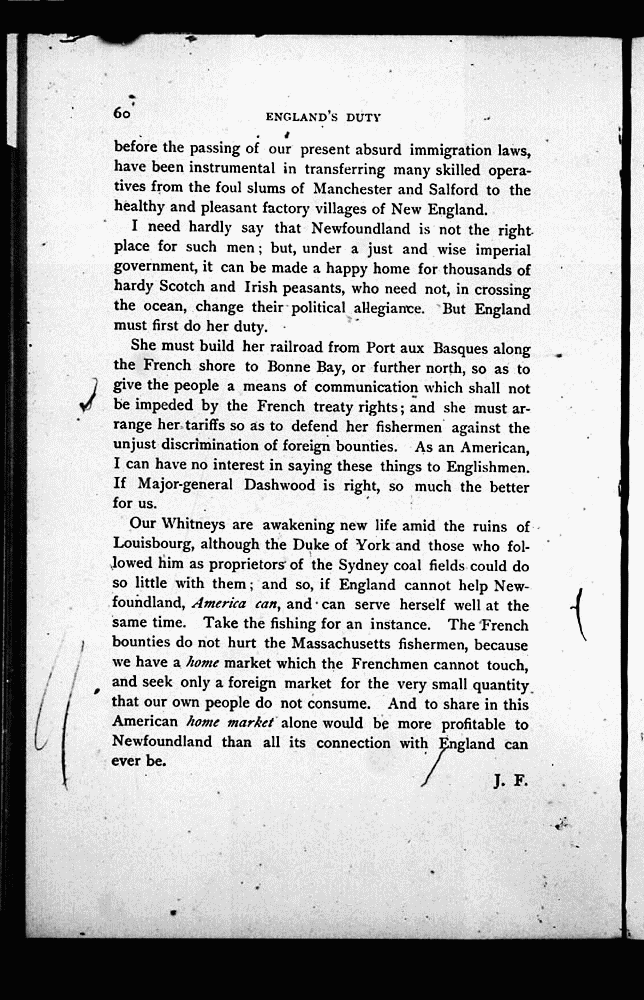 60
ENGLAND'S DUTY
before the passing of our present absurd immigration laws,
have been instrumental in transferring many skilled opera-
tives from the foul slums of Manchester and Salford to the
healthy and pleasant factory villages of New England.
I need hardly say that Newfoundland is not the right
place for such men; but, under a just and wise imperial
government, it can be made a happy home for thousands of
hardy Scotch and Irish peasants, who need not, in crossing
the ocean, change their political allegiance. But England
must first do her duty.
She must build her railroad from Port aux Basques along
the French shore to Bonne Bay, or further north, so as to
give the people a means of communication which shall not
be impeded by the French treaty rights; and she must ar-
range her tariffs so as to defend her fishermen against the
unjust discrimination of foreign bounties. As an American,
I can have no interest in saying these things to Englishmen.
If Major-general Dashwood is right, so much the better
for us.
Our Whitneys are awakening new life amid the ruins of
Louisbourg, although the Duke of York and those who fol-
lowed him as proprietors of the Sydney coal fields could do
so little with them; and so, if England cannot help New-
foundland, America can, and can serve herself well at the
same time. Take the fishing for an instance. The French
bounties do not hurt the Massachusetts fishermen, because
we have a home market which the Frenchmen cannot touch,
and seek only a foreign market for the very small quantity
that our own people do not consume. And to share in this
American home market alone would be more profitable to
Newfoundland than all its connection with England can
ever be.
J. F.